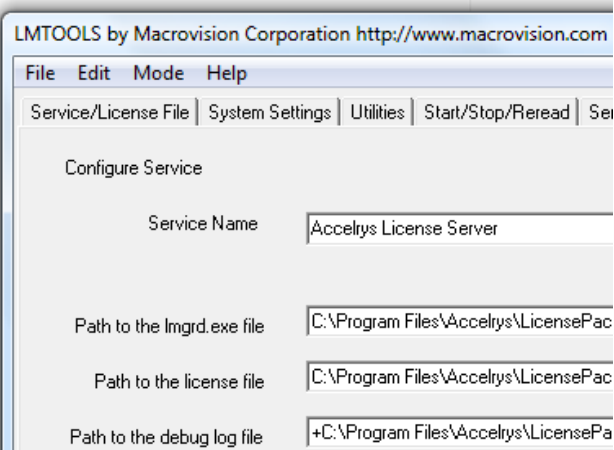 LMTOOLS by Macrovision Corporation http://www.macrovision.com
File Edit Mode Help
Service/License File System Settings Utilities Start/Stop/Reread Ser
Configure Service
Service Name Accelrys License Server
Path to the lmgrd.exe file C:\Program Files\Accelrys\LicensePac
Path to the license file C:\Program Files\Accelrys\LicensePac
Path to the debug log file +C:\Program Files\Accelrys\LicensePa